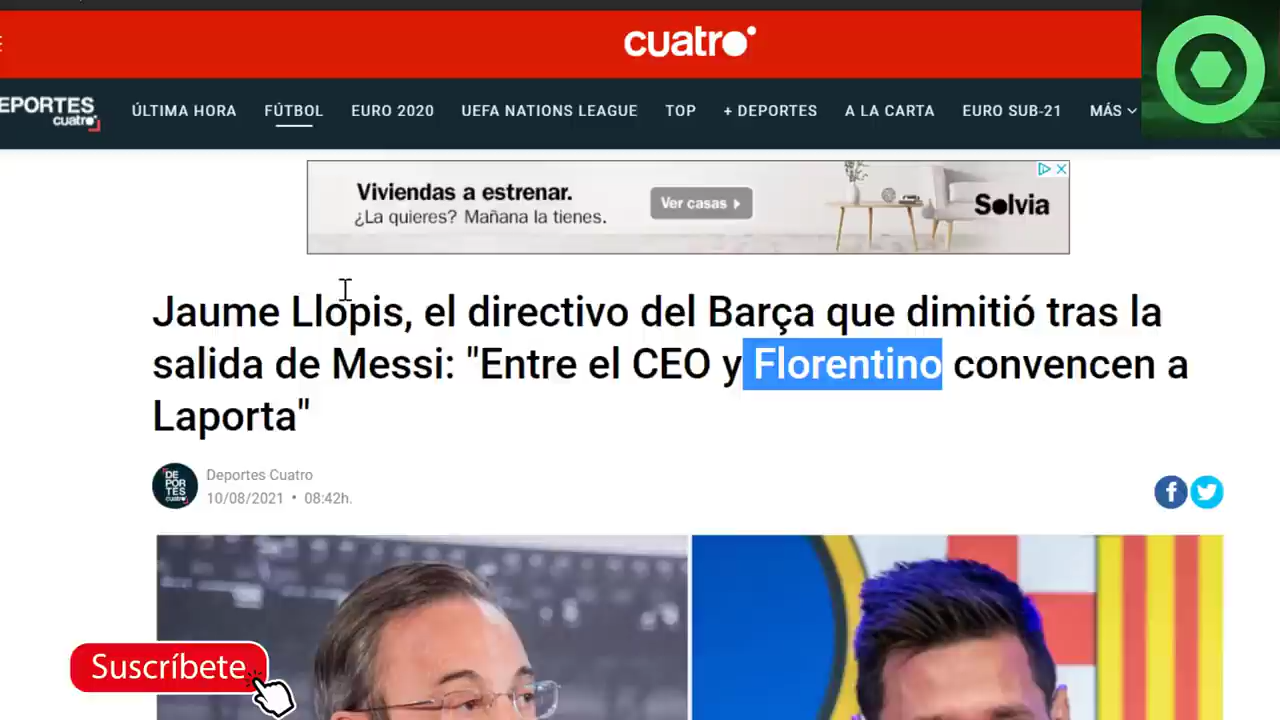 cuatro
DEPORTES
cuatro
ÚLTIMA HORA FÚTBOL EURO 2020 UEFA NATIONS LEAGUE TOP + DEPORTES A LA CARTA EURO SUB-21 MÁS
Viviendas a estrenar.
¿La quieres? Mañana la tienes.
Ver casas
Solvia
Jaume Llopis, el directivo del Barça que dimitió tras la
salida de Messi: "Entre el CEO y Florentino convencen a
Laporta"
DE
POR
TES
cuatro
Deportes Cuatro
10/08/2021 • 08:42h.
Suscríbete